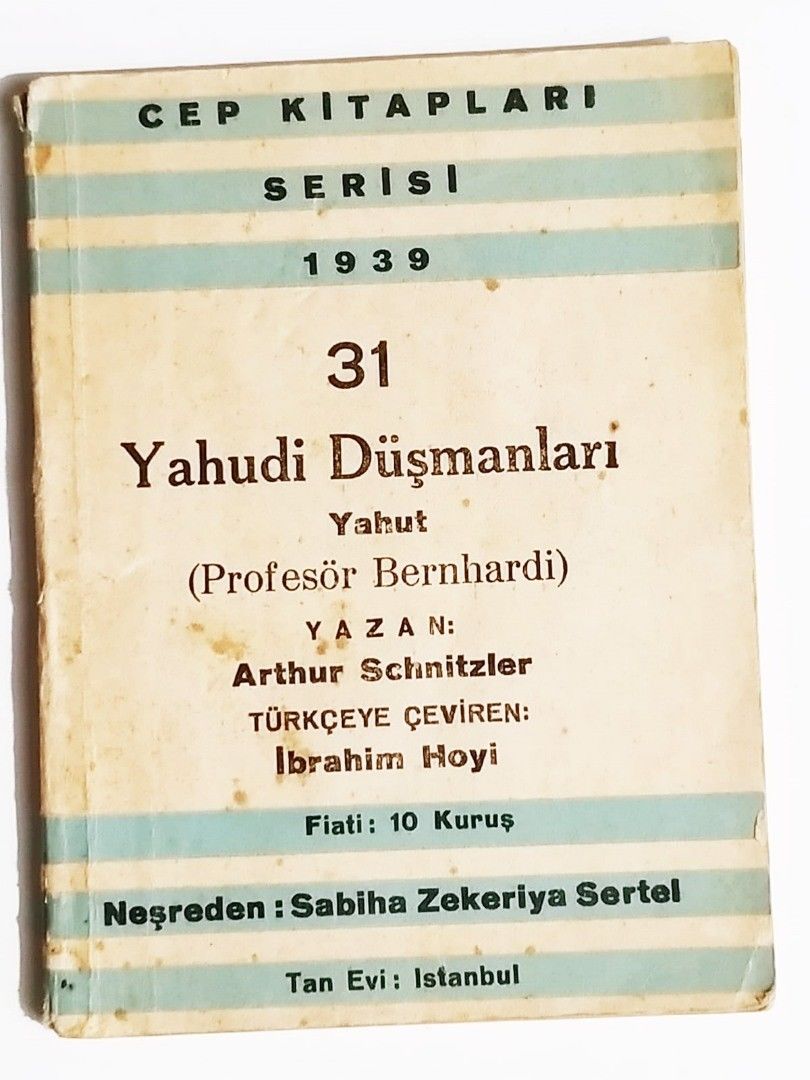 CEP KİTAPLARI
SERİSİ
1939
31
Yahudi Düşmanları
Yahut
(Profesör Bernhardi)
YAZAN:
Arthur Schnitzler
TÜRKÇEYE ÇEVİREN:
İbrahim Hoyi
Fiati: 10 Kuruş
Neşreden : Sabiha Zekeriya Sertel
Tan Evi: Istanbul